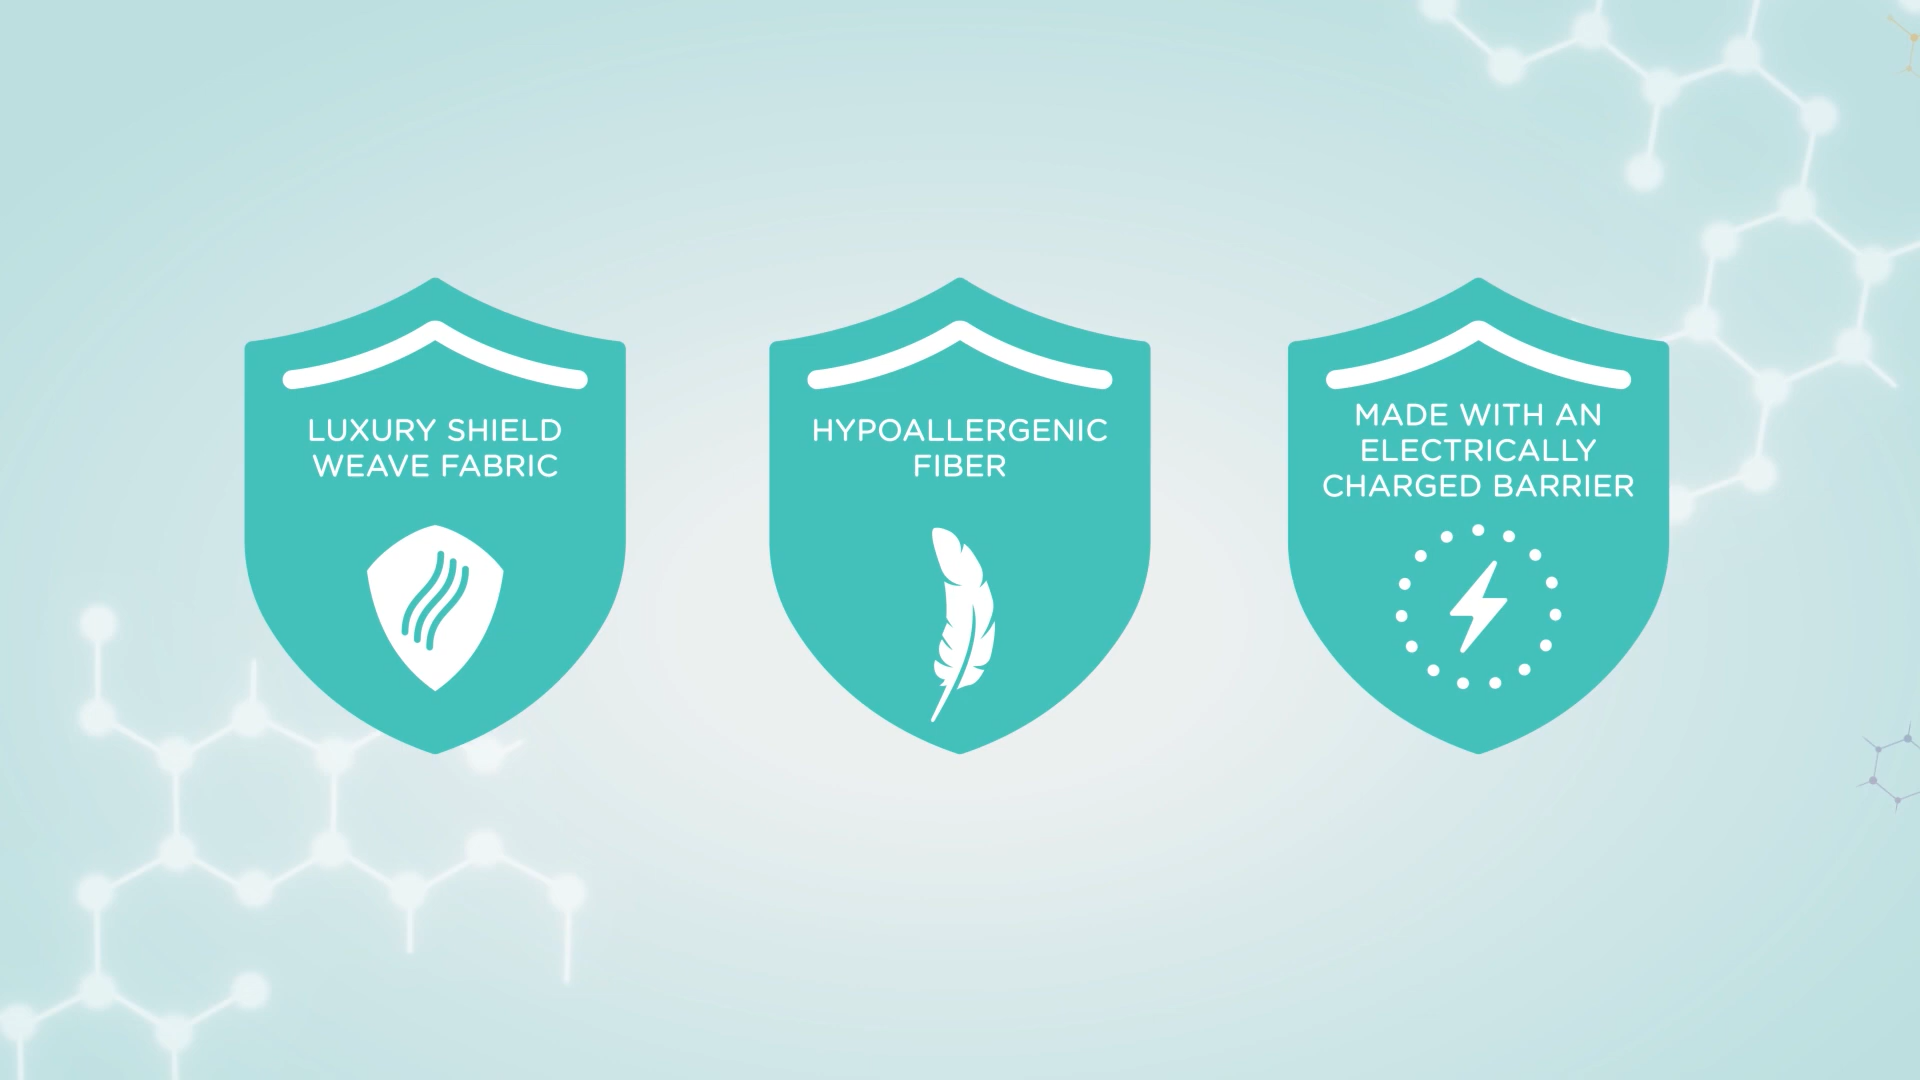 LUXURY SHIELD
WEAVE FABRIC
HYPOALLERGENIC
FIBER
MADE WITH AN
ELECTRICALLY
CHARGED BARRIER